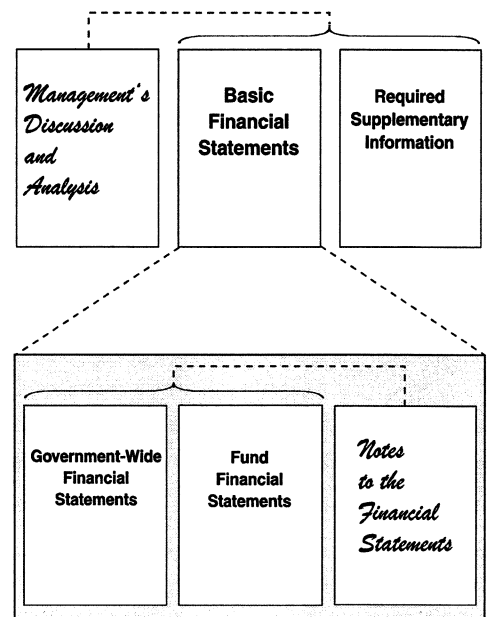 Management's
Discussion
and
Analysis
Basic
Financial
Statements
Required
Supplementary
Information
Government-Wide
Financial
Statements
Fund
Financial
Statements
Notes
to the
Financial
Statements